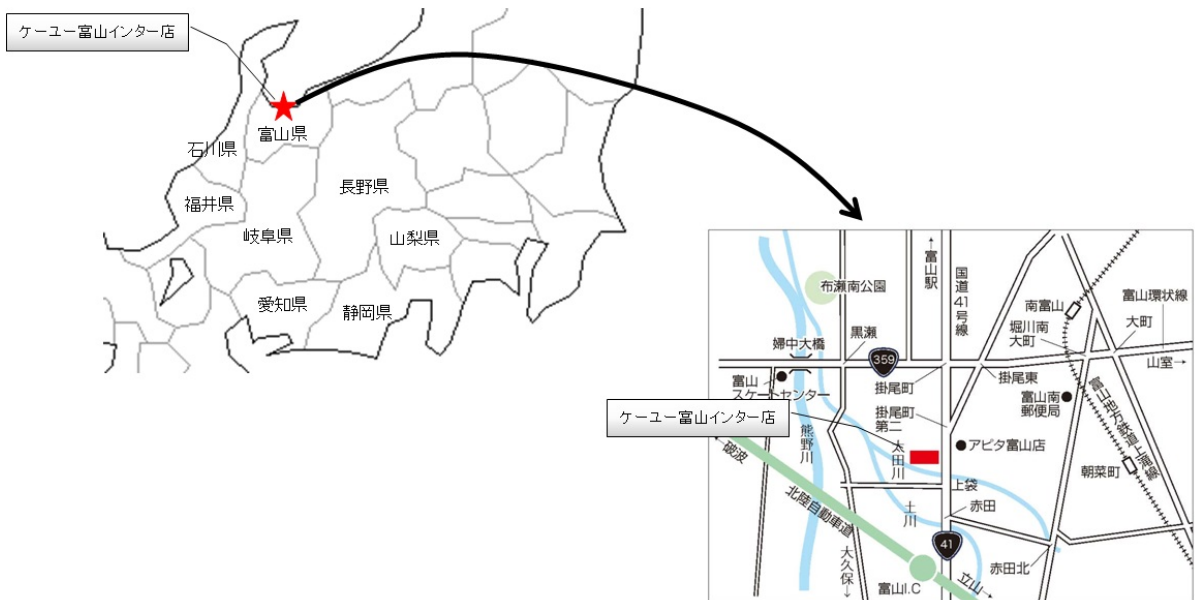 ケーユー富山インター店
富山県
石川県
長野県
福井県
岐阜県
山梨県
愛知県
静岡県
↑富山駅
国道41号線
布瀬南公園
南富山
富山環状線
堀川南
大町
大町
黒瀬
婦中大橋
359
山室→
掛尾町
掛尾東
富山
スケートセンター
富山南
郵便局
掛尾町
第二
ケーユー富山インター店
熊野川
太田川
アピタ富山店
富山地方鉄道上滝線
朝菜町
←砺波
上袋
北陸自動車道
土川
赤田
41
大久保↓
赤田北
富山I.C
立山→